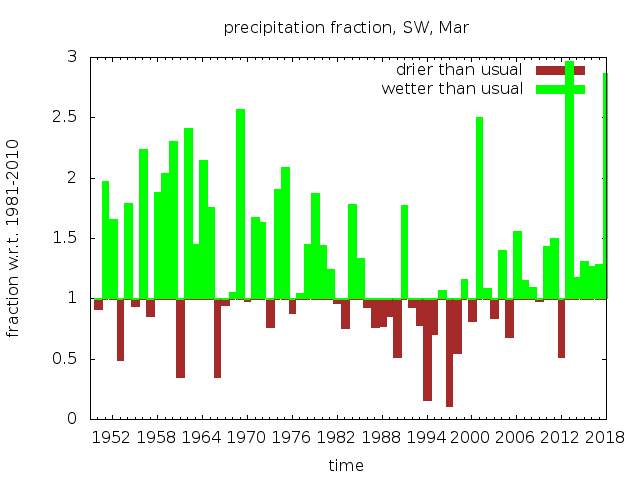 precipitation fraction, SW, Mar
drier than usual
wetter than usual
fraction w.r.t. 1981-2010
3
2.5
2
1.5
1
0.5
0
1952 1958 1964 1970 1976 1982 1988 1994 2000 2006 2012 2018
time